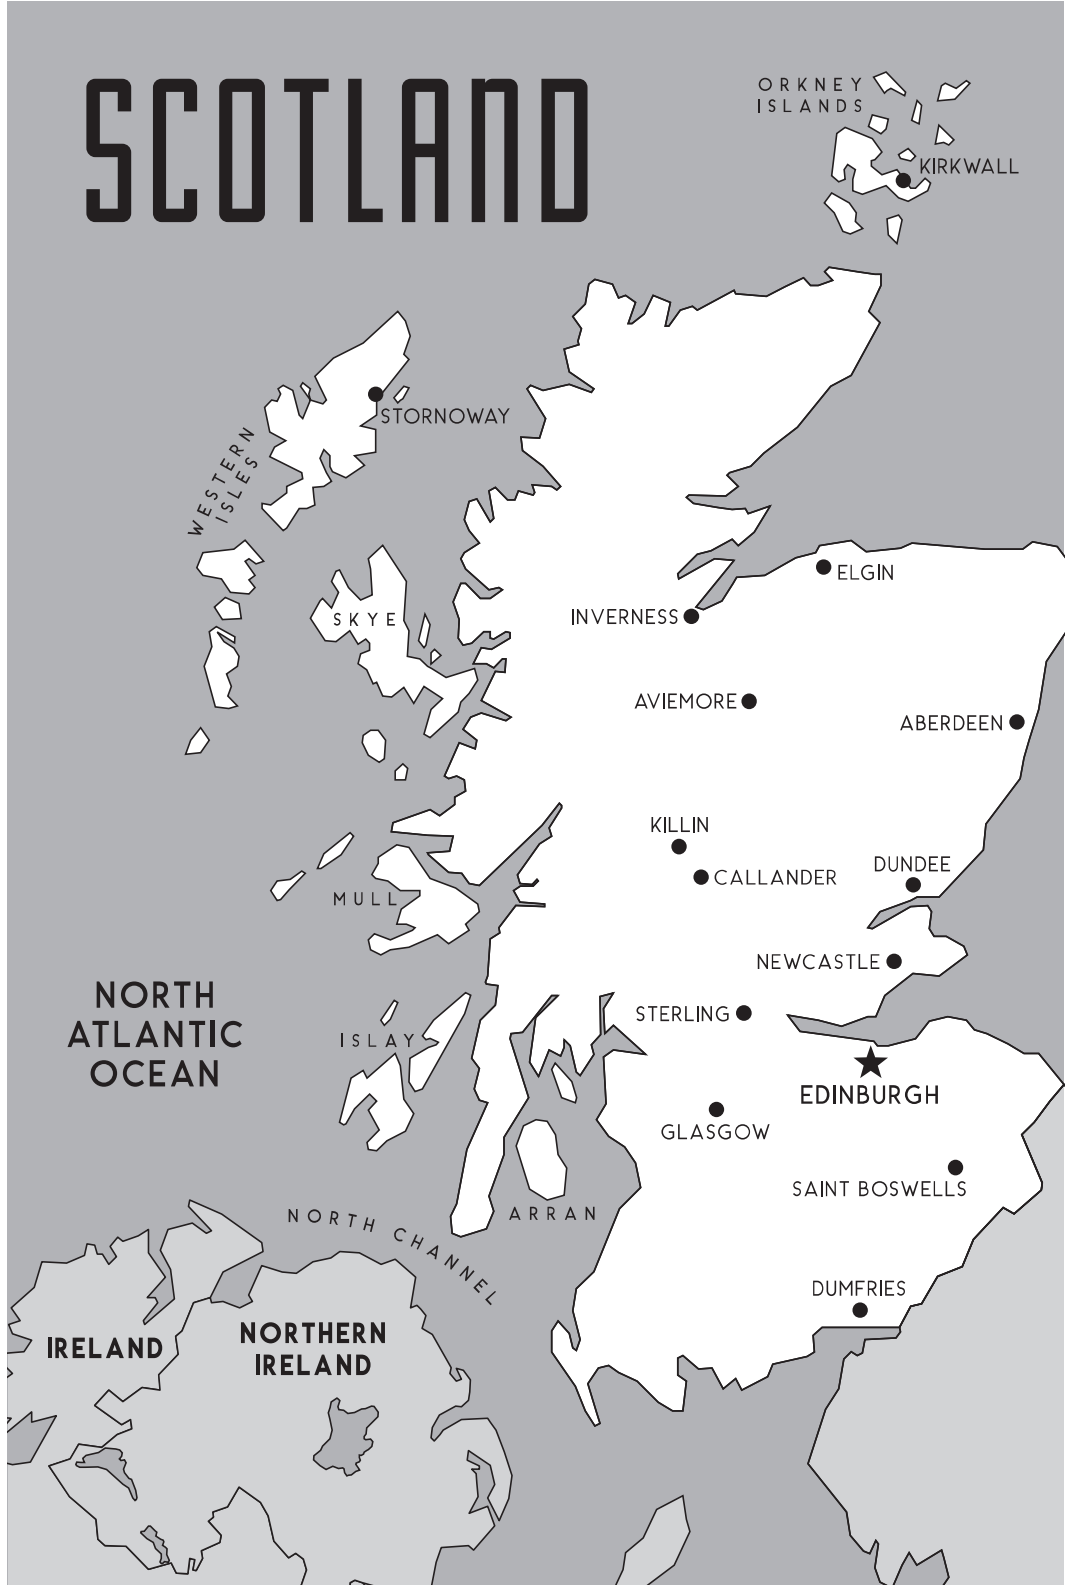 SCOTLAND
ORKNEY
ISLANDS
KIRKWALL
STORNOWAY
WESTERN
ISLES
ELGIN
SKYE
INVERNESS
AVIEMORE
ABERDEEN
KILLIN
DUNDEE
CALLANDER
MULL
NEWCASTLE
NORTH
ATLANTIC
OCEAN
STERLING
ISLAY
EDINBURGH
GLASGOW
SAINT BOSWELLS
ARRAN
NORTH CHANNEL
DUMFRIES
IRELAND
NORTHERN
IRELAND